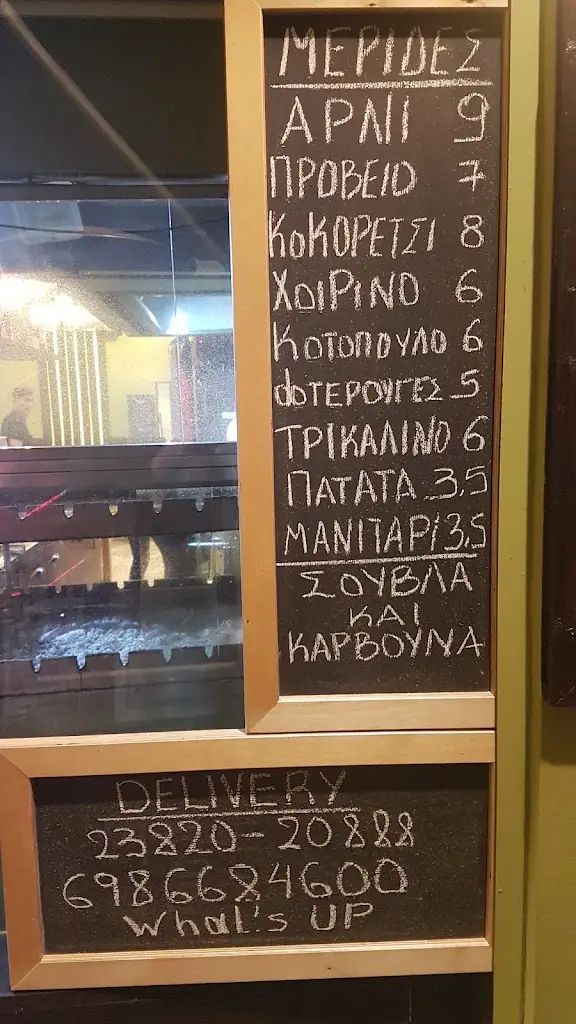 ΜΕΡΙΔΕΣ
ΑΡΝΙ 9
ΠΡΟΒΕΙΟ 7
ΚοΚΟΡΕΤΣΙ 8
ΧΟΙΡΙΝΟ 6
ΚΟΤΟΠΟΥΛΟ 6
ΦΤΕΡΟΥΓΕΣ 5
ΤΡΙΚΑΛΙΝΟ 6
ΠΑΤΑΤΑ 3,5
ΜΑΝΙΤΑΡΙ 3,5
ΣΟΥΒΛΑ
ΚΑΙ
ΚΑΡΒΟΥΝΑ
DELIVERY
23820-20888
6986684600
What's UP